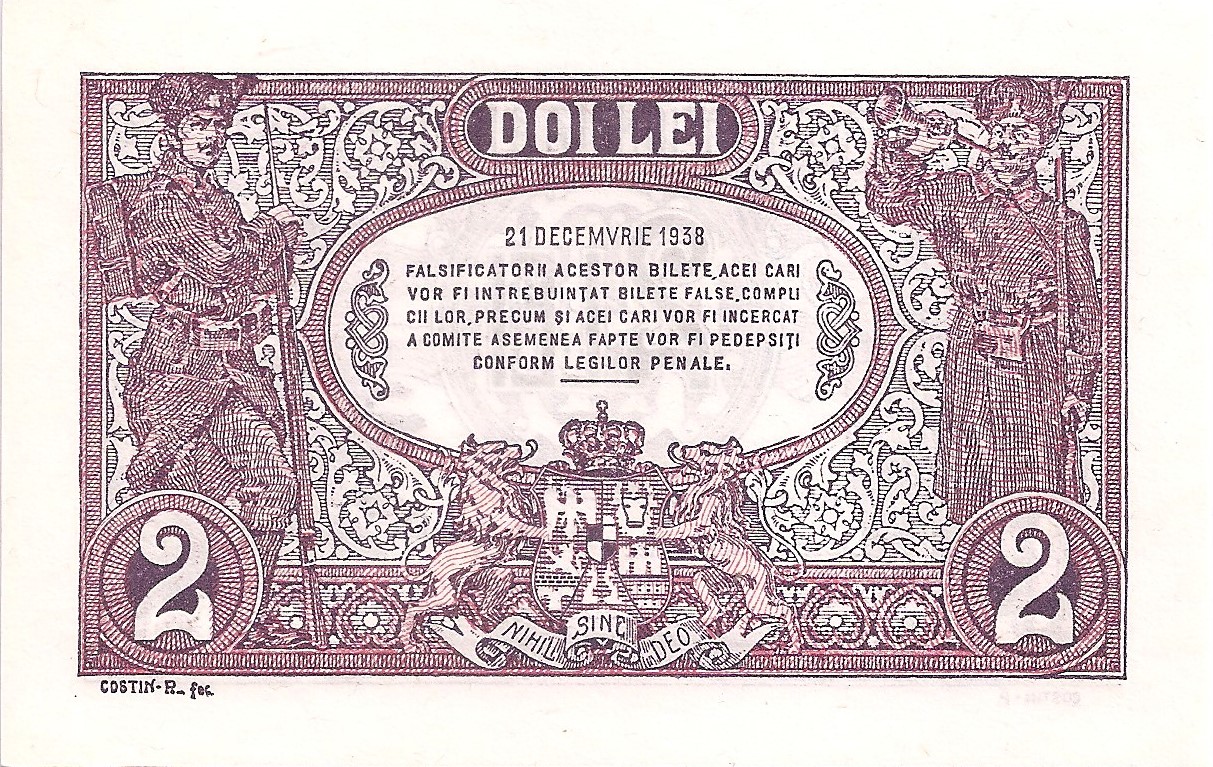 DOI LEI
21 DECEMVRIE 1938
FALSIFICATORII ACESTOR BILETE, ACEI CARI
VOR FI INTREBUINȚAT BILETE FALSE, COMPLI
CII LOR, PRECUM ȘI ACEI CARI VOR FI INCERCAT
A COMITE ASEMENEA FAPTE VOR FI PEDEPSIȚI
CONFORM LEGILOR PENALE.
2 2
NIHIL SINE DEO
COSTIN-P. fec.